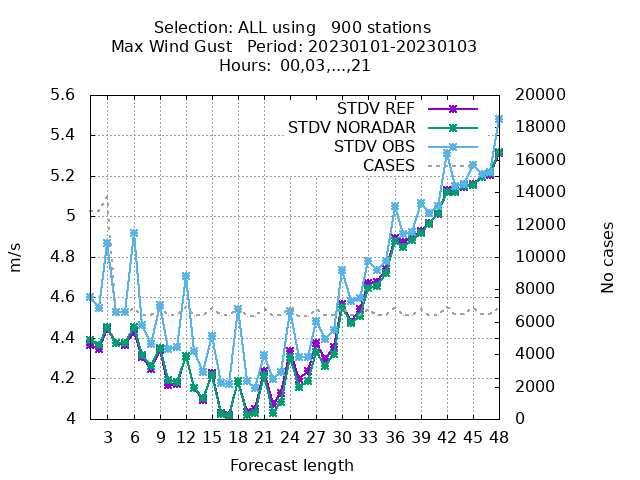 Selection: ALL using 900 stations
Max Wind Gust Period: 20230101-20230103
Hours: 00,03,...,21
5.6
5.4
5.2
5
4.8
4.6
4.4
4.2
4
20000
18000
16000
14000
12000
10000
8000
6000
4000
2000
0
STDV REF
STDV NORADAR
STDV OBS
CASES
m/s
No cases
3 6 9 12 15 18 21 24 27 30 33 36 39 42 45 48
Forecast length